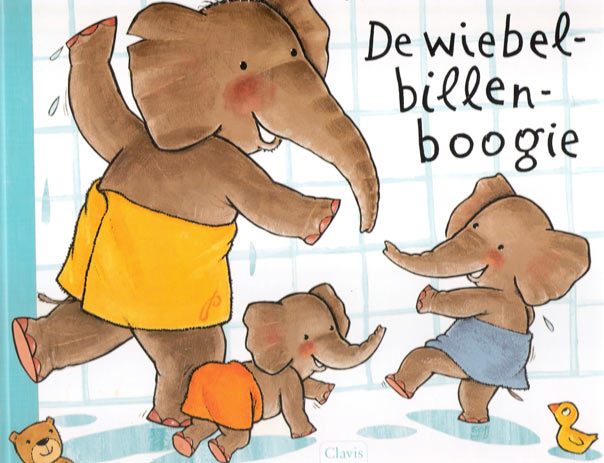 De wiebel-
billen-
boogie
Clavis